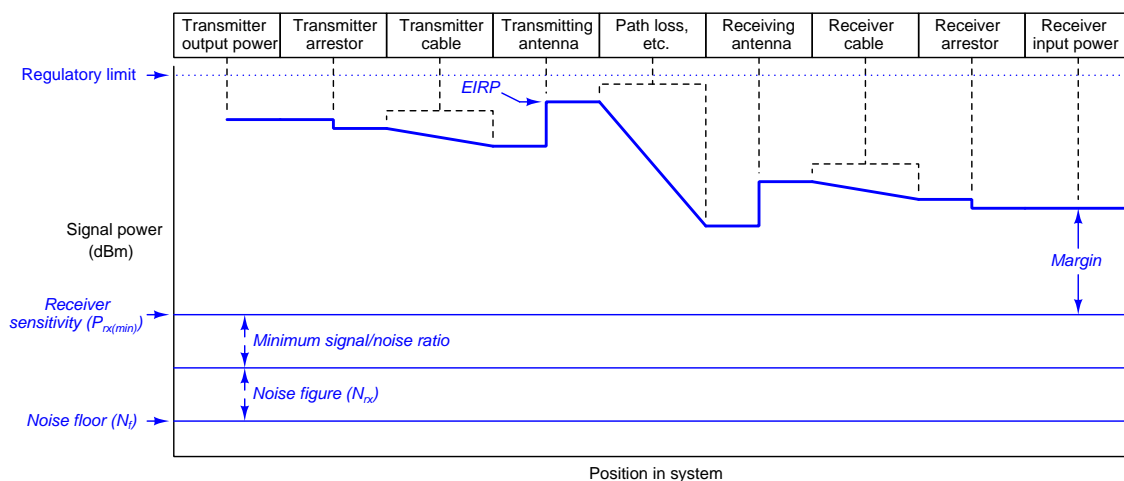 Transmitter
output power
Transmitter
arrestor
Transmitter
cable
Transmitting
antenna
Path loss,
etc.
Receiving
antenna
Receiver
cable
Receiver
arrestor
Receiver
input power
Regulatory limit
EIRP
Signal power
(dBm)
Margin
Receiver
sensitivity (Prx(min))
Minimum signal/noise ratio
Noise figure (Nrx)
Noise floor (Nf)
Position in system